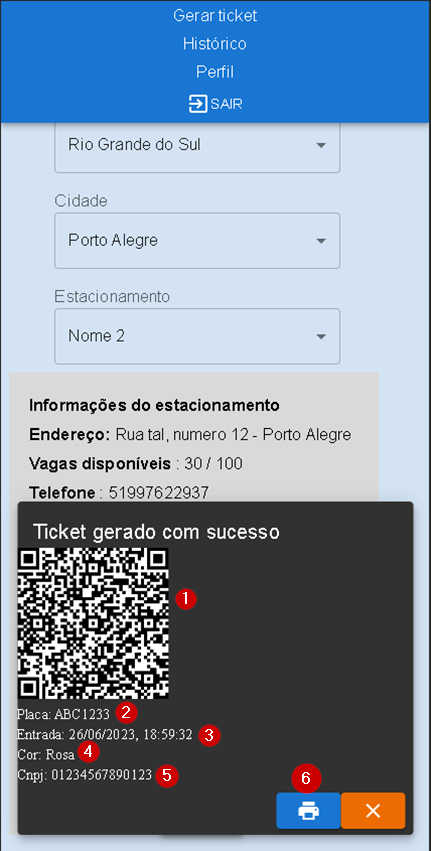 Gerar ticket
Histórico
Perfil
SAIR
Rio Grande do Sul
Cidade
Porto Alegre
Estacionamento
Nome 2
Informações do estacionamento
Endereço: Rua tal, numero 12 - Porto Alegre
Vagas disponíveis : 30 / 100
Telefone : 51997622937
Ticket gerado com sucesso
1
Placa: ABC1233 2
Entrada: 26/06/2023, 18:59:32 3
Cor: Rosa 4
Cnpj: 01234567890123 5
6